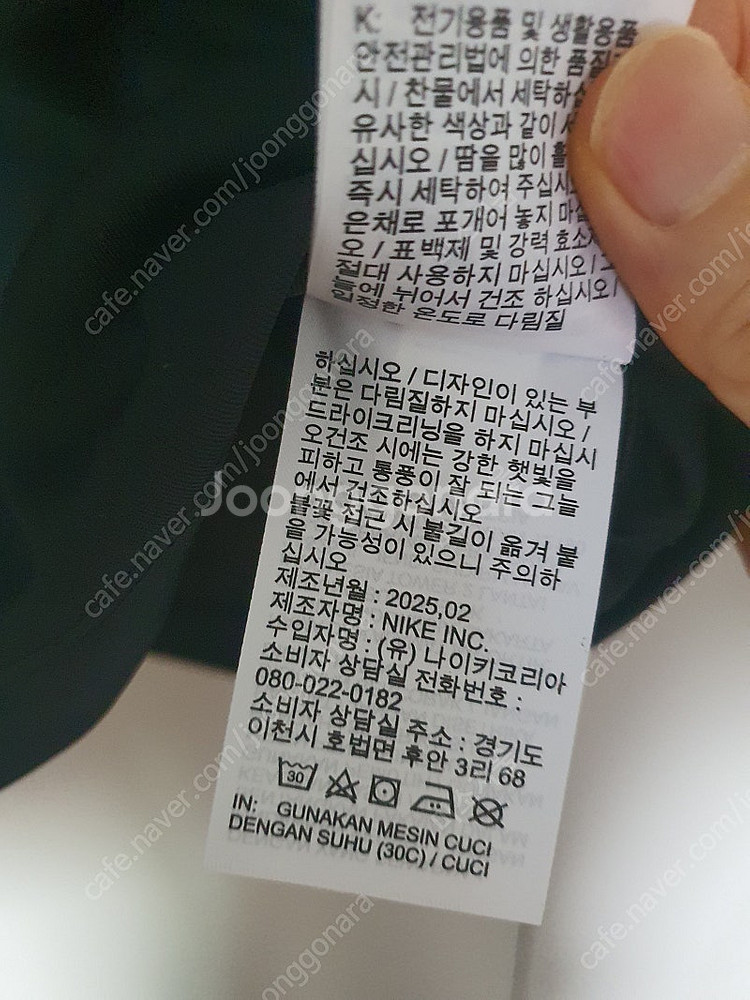 K: 전기용품 및 생활용품
안전관리법에 의한 품질
시 / 찬물에서 세탁하십
유사한 색상과 같이
십시오 / 땀을 많이
즉시 세탁하여 주십시
은채로 포개어 놓지 마십
오 / 표백제 및 강력 효소
절대 사용하지 마십시오 /
늘에 뉘어서 건조 하십시오 /
일정한 온도로 다림질
하십시오 / 디자인이 있는 부
분은 다림질하지 마십시오 /
드라이크리닝을 하지 마십시
오건조 시에는 강한 햇빛을
피하고 통풍이 잘 되는 그늘
에서 건조하십시오
불꽃 접근 시 불길이 옮겨 붙
을 가능성이 있으니 주의하
십시오
제조년월 : 2025.02
제조자명 : NIKE INC.
수입자명 : (유) 나이키코리아
소비자 상담실 전화번호 :
080-022-0182
소비자 상담실 주소 : 경기도
이천시 호법면 후안 3리 68
30
IN: GUNAKAN MESIN CUCI
DENGAN SUHU (30C) / CUCI
Joonggonara
cafe.naver.com/joonggonara